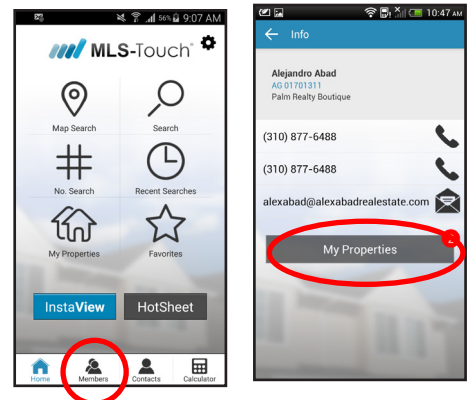 56% 9:07 AM
MLS-Touch®
Map Search
Search
No. Search
Recent Searches
My Properties
Favorites
InstaView
HotSheet
Home
Members
Contacts
Calculator
10:47 AM
Info
Alejandro Abad
AG 01701311
Palm Realty Boutique
(310) 877-6488
(310) 877-6488
alexabad@alexabadrealestate.com
2
My Properties